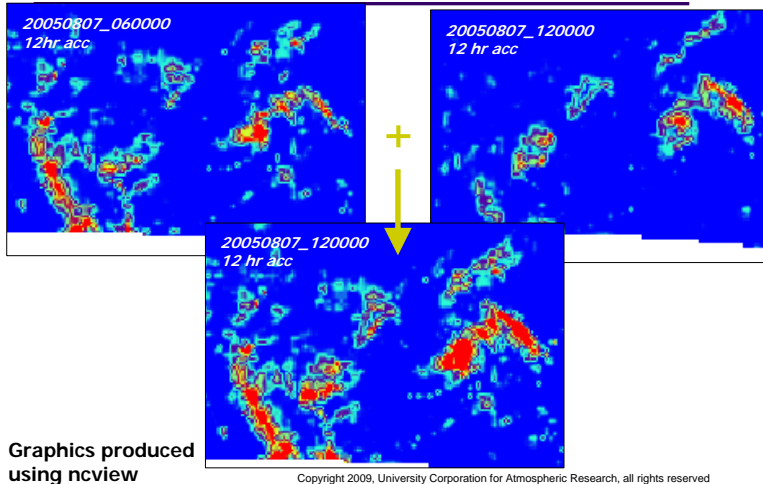 20050807_060000
12hr acc
20050807_120000
12 hr acc
+
20050807_120000
12 hr acc
Graphics produced
using ncview
Copyright 2009, University Corporation for Atmospheric Research, all rights reserved